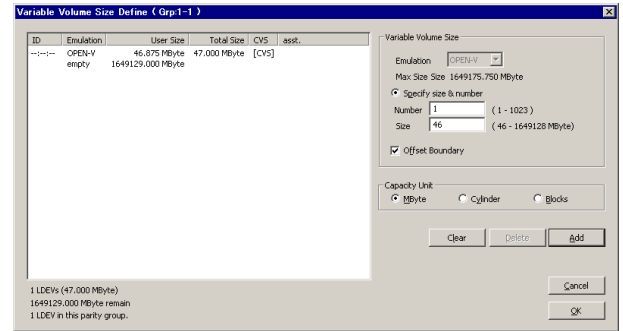 Variable Volume Size Define ( Grp:1-1 )
ID Emulation User Size Total Size CVS asst.
--:--:-- OPEN-V 46.875 MByte 47.000 MByte [CVS]
empty 1649129.000 MByte
1 LDEVs (47.000 MByte)
1649129.000 MByte remain
1 LDEV in this parity group.
Variable Volume Size
Emulation OPEN-V
Max Size Size 1649175.750 MByte
Specify size & number
Number 1 ( 1 - 1023 )
Size 46 ( 46 - 1649128 MByte)
Offset Boundary
Capacity Unit
MByte Cylinder Blocks
Clear Delete Add
Cancel
OK